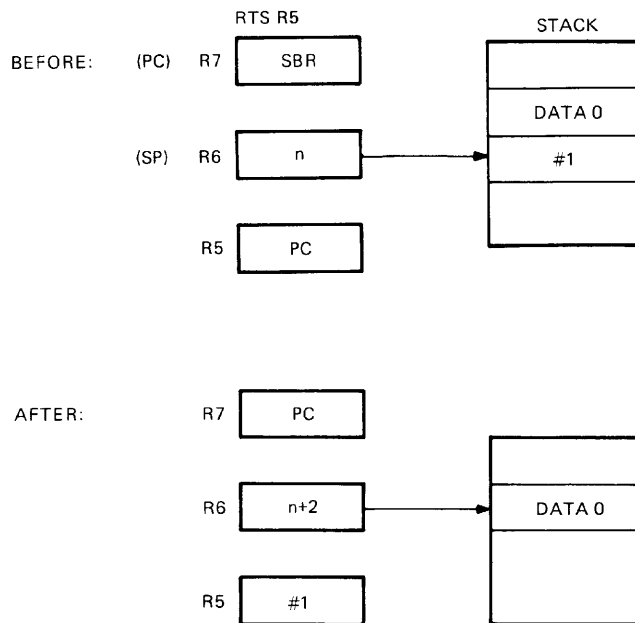 RTS R5
STACK
BEFORE: (PC) R7 SBR
DATA 0
(SP) R6 n #1
R5 PC
AFTER: R7 PC
R6 n+2 DATA 0
R5 #1